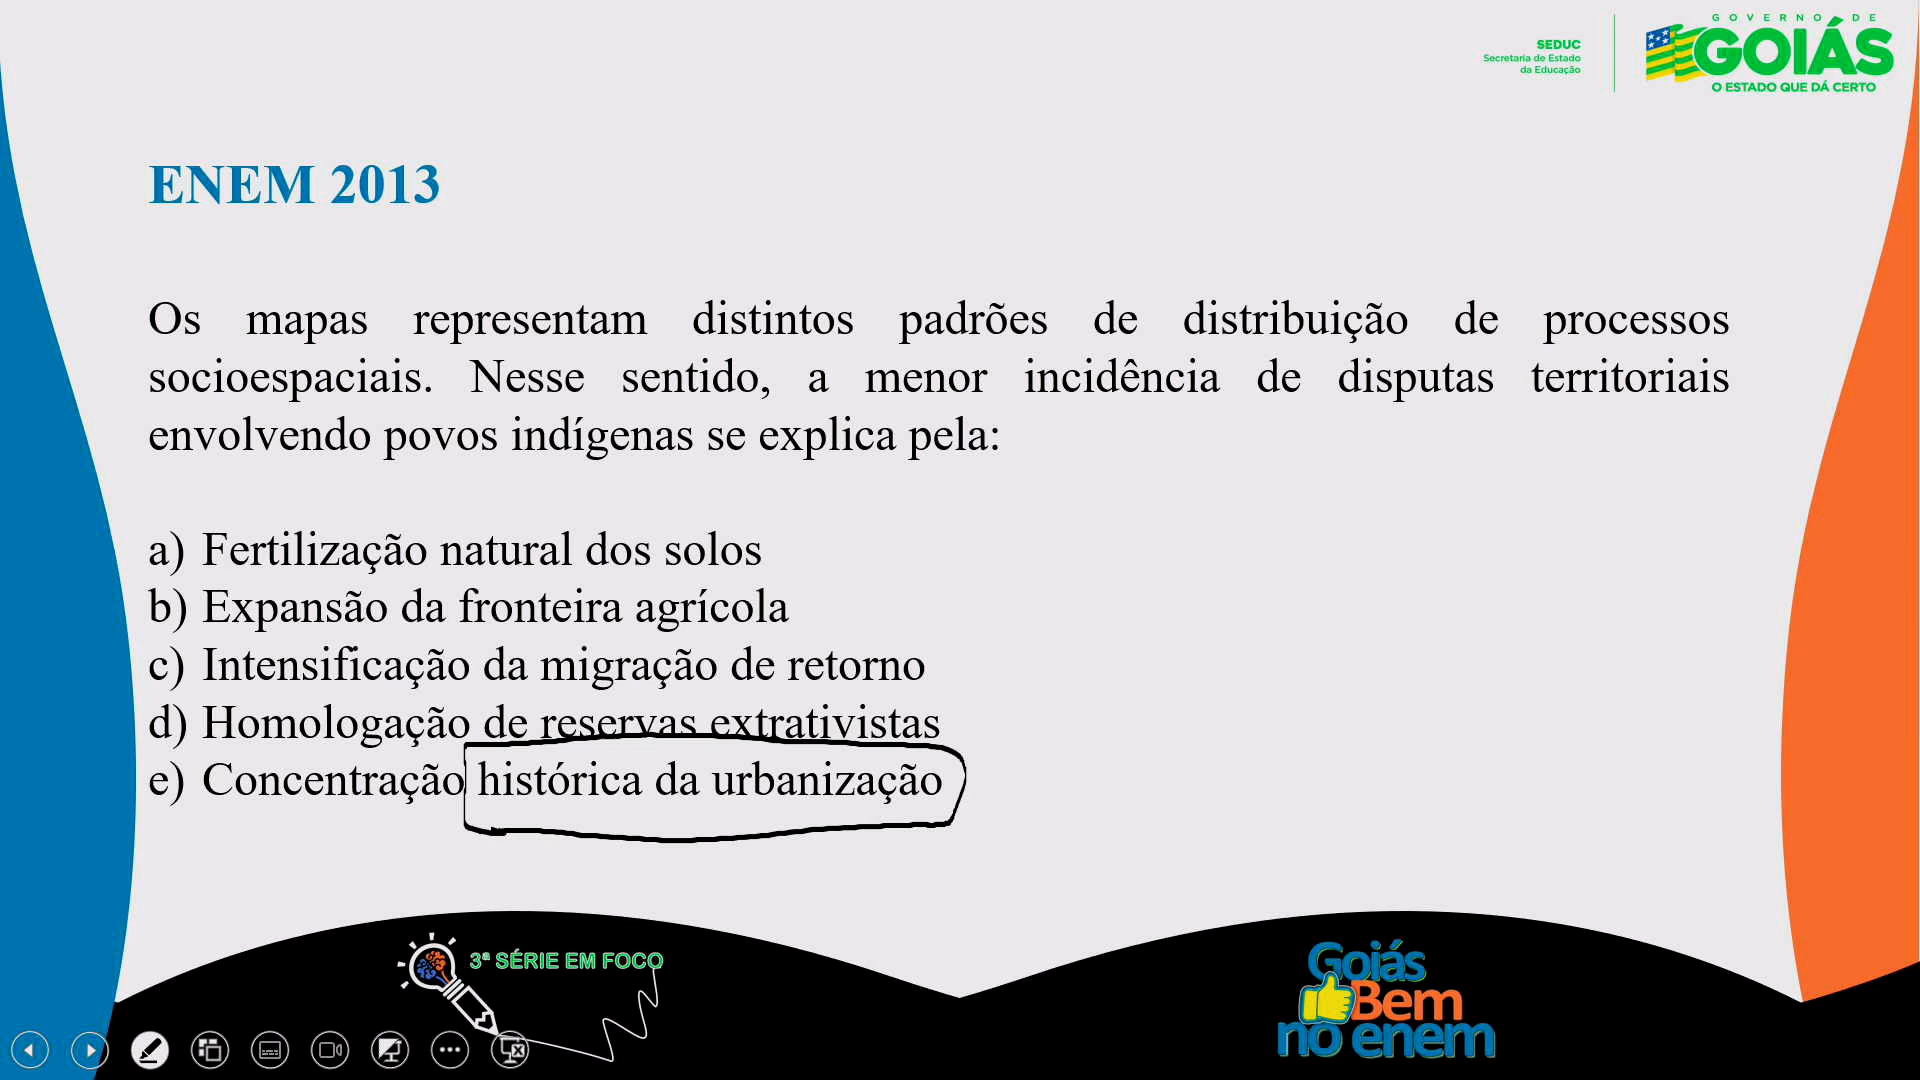 GOVERNO DE
GOIÁS
O ESTADO QUE DÁ CERTO
SEDUC
Secretaria de Estado
da Educação
ENEM 2013
Os mapas representam distintos padrões de distribuição de processos
socioespaciais. Nesse sentido, a menor incidência de disputas territoriais
envolvendo povos indígenas se explica pela:
a) Fertilização natural dos solos
b) Expansão da fronteira agrícola
c) Intensificação da migração de retorno
d) Homologação de reservas extrativistas
e) Concentração histórica da urbanização
3ª SÉRIE EM FOCO
Goiás
Bem
no enem